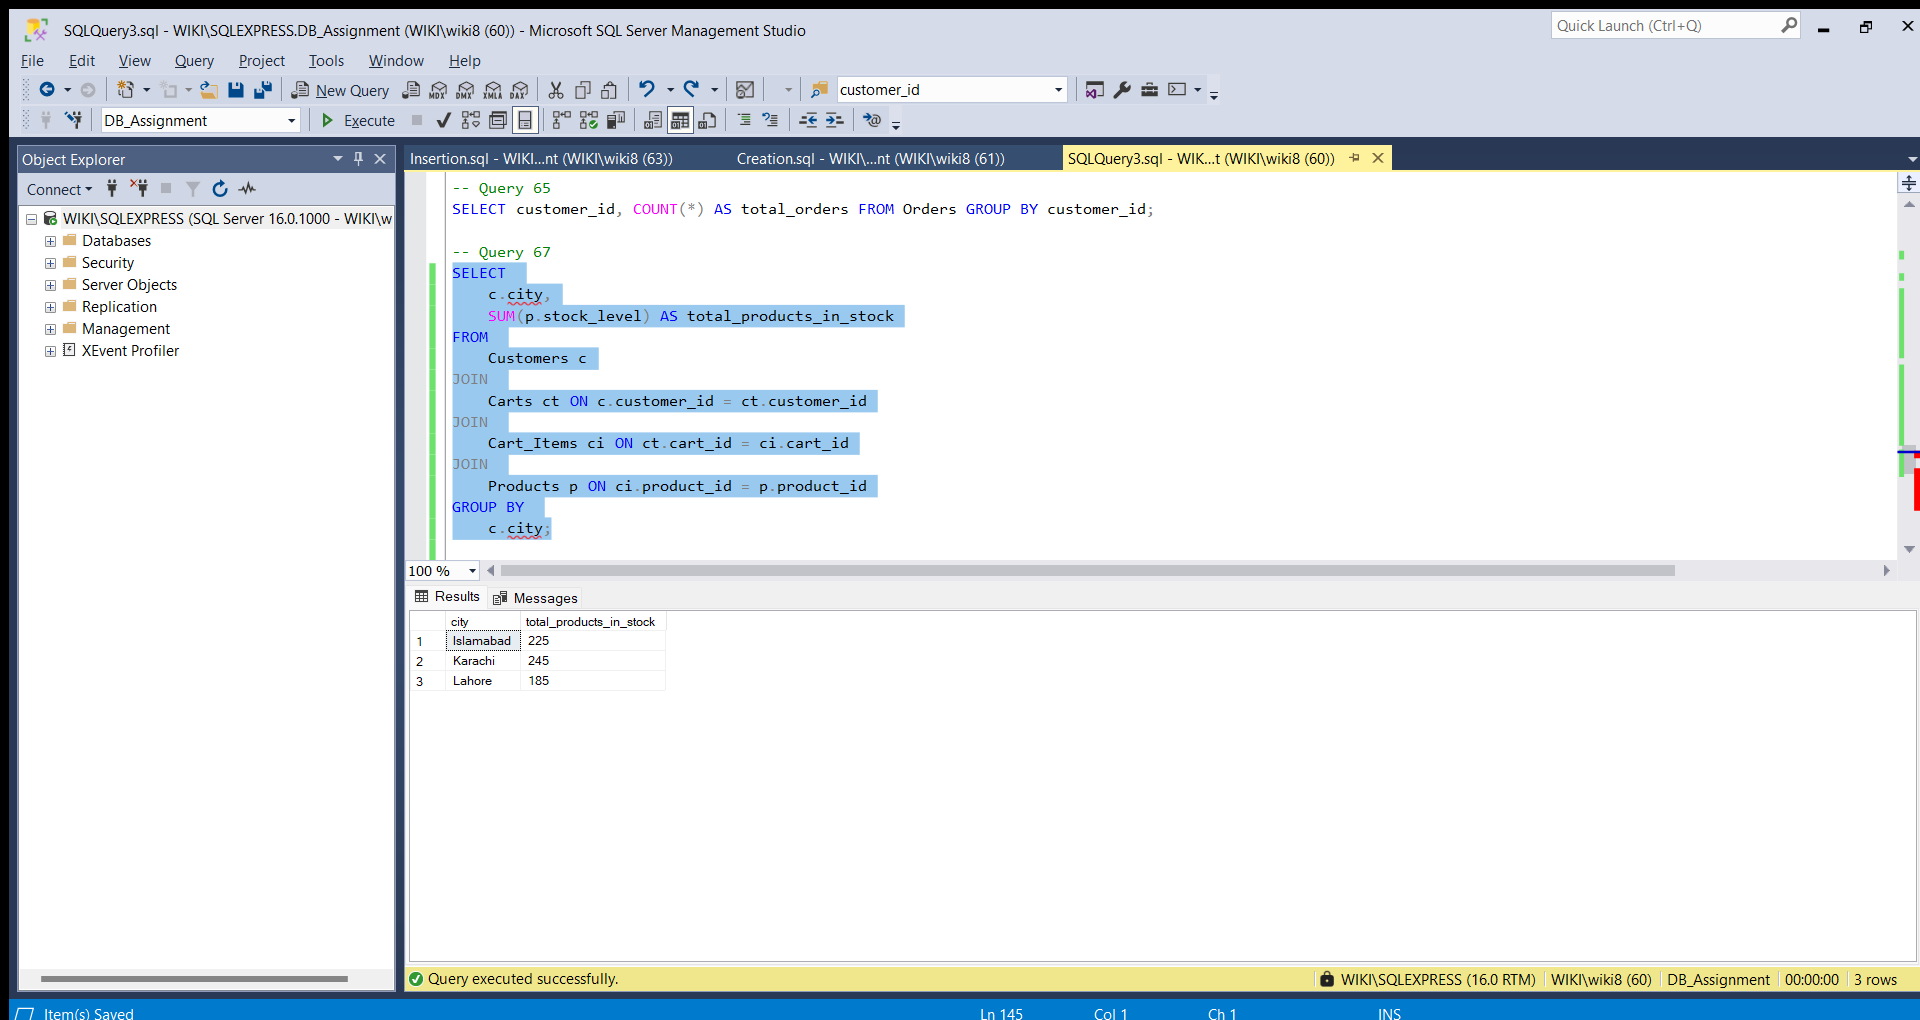 SQLQuery3.sql - WIKI\SQLEXPRESS.DB_Assignment (WIKI\wiki8 (60)) - Microsoft SQL Server Management Studio
Quick Launch (Ctrl+Q)
File Edit View Query Project Tools Window Help
New Query MDX DMX XMLA DAX customer_id
DB_Assignment Execute
Object Explorer
Connect
WIKI\SQLEXPRESS (SQL Server 16.0.1000 - WIKI\w
Databases
Security
Server Objects
Replication
Management
XEvent Profiler
Insertion.sql - WIKI...nt (WIKI\wiki8 (63)) Creation.sql - WIKI\...nt (WIKI\wiki8 (61)) SQLQuery3.sql - WIK...t (WIKI\wiki8 (60))
-- Query 65
SELECT customer_id, COUNT(*) AS total_orders FROM Orders GROUP BY customer_id;
-- Query 67
SELECT
c.city,
SUM(p.stock_level) AS total_products_in_stock
FROM
Customers c
JOIN
Carts ct ON c.customer_id = ct.customer_id
JOIN
Cart_Items ci ON ct.cart_id = ci.cart_id
JOIN
Products p ON ci.product_id = p.product_id
GROUP BY
c.city;
100 %
Results Messages
city total_products_in_stock
1 Islamabad 225
2 Karachi 245
3 Lahore 185
Query executed successfully.
WIKI\SQLEXPRESS (16.0 RTM) WIKI\wiki8 (60) DB_Assignment 00:00:00 3 rows
Item(s) Saved Ln 145 Col 1 Ch 1 INS